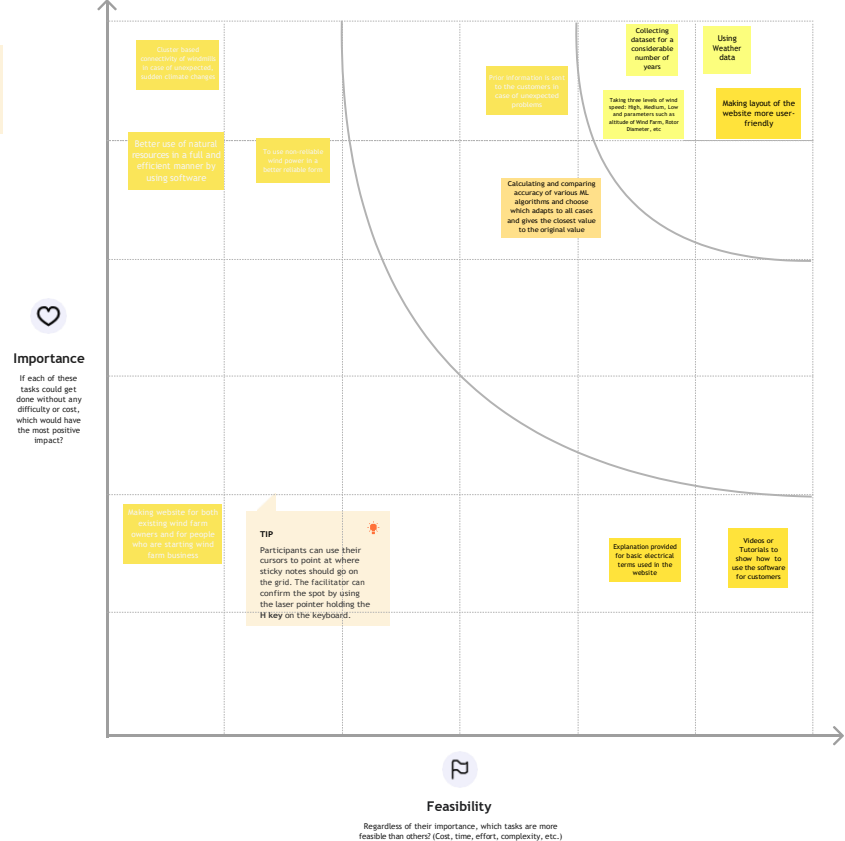 Collecting
dataset for a
considerable
number of
years
Using
Weather
data
connectivity of windmills
in case of unexpected,
sudden climate changes
Prior information is sent
to the customers in
case of unexpected
problems
Taking three levels of wind
speed: High, Medium, Low
and parameters such as
altitude of Wind Farm, Rotor
Diameter, etc
Making layout of the
website more user-
friendly
Better use of natural
resources in a full and
efficient manner by
using software
To use non reliable
wind power in a
better reliable form
Calculating and comparing
accuracy of various ML
algorithms and choose
which adapts to all cases
and gives the closest value
to the original value
Importance
If each of these
tasks could get
done without any
difficulty or cost,
which would have
the most positive
impact?
Making website for both
existing wind farm
owners and for people
who are starting wind
farm business
TIP
Participants can use their
cursors to point at where
sticky notes should go on
the grid. The facilitator can
confirm the spot by using
the laser pointer holding the
H key on the keyboard.
Explanation provided
for basic electrical
terms used in the
website
Videos or
Tutorials to
show how to
use the software
for customers
Feasibility
Regardless of their importance, which tasks are more
feasible than others? (Cost, time, effort, complexity, etc.)